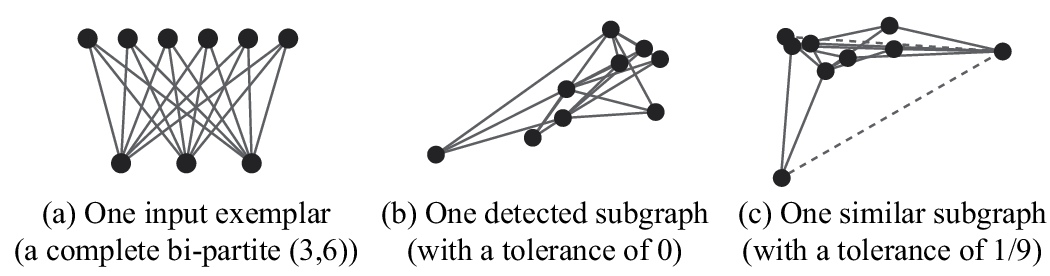 (a) One input exemplar
(a complete bi-partite (3,6))
(b) One detected subgraph
(with a tolerance of 0)
(c) One similar subgraph
(with a tolerance of 1/9)